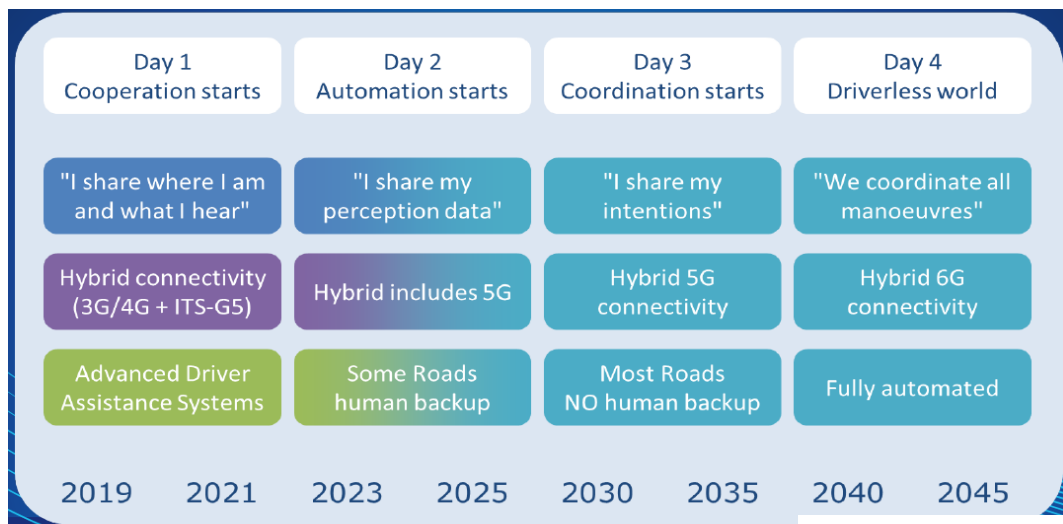 Day 1
Cooperation starts
Day 2
Automation starts
Day 3
Coordination starts
Day 4
Driverless world
"I share where I am
and what I hear"
"I share my
perception data"
"I share my
intentions"
"We coordinate all
manoeuvres"
Hybrid connectivity
(3G/4G + ITS-G5)
Hybrid includes 5G
Hybrid 5G
connectivity
Hybrid 6G
connectivity
Advanced Driver
Assistance Systems
Some Roads
human backup
Most Roads
NO human backup
Fully automated
2019 2021 2023 2025 2030 2035 2040 2045